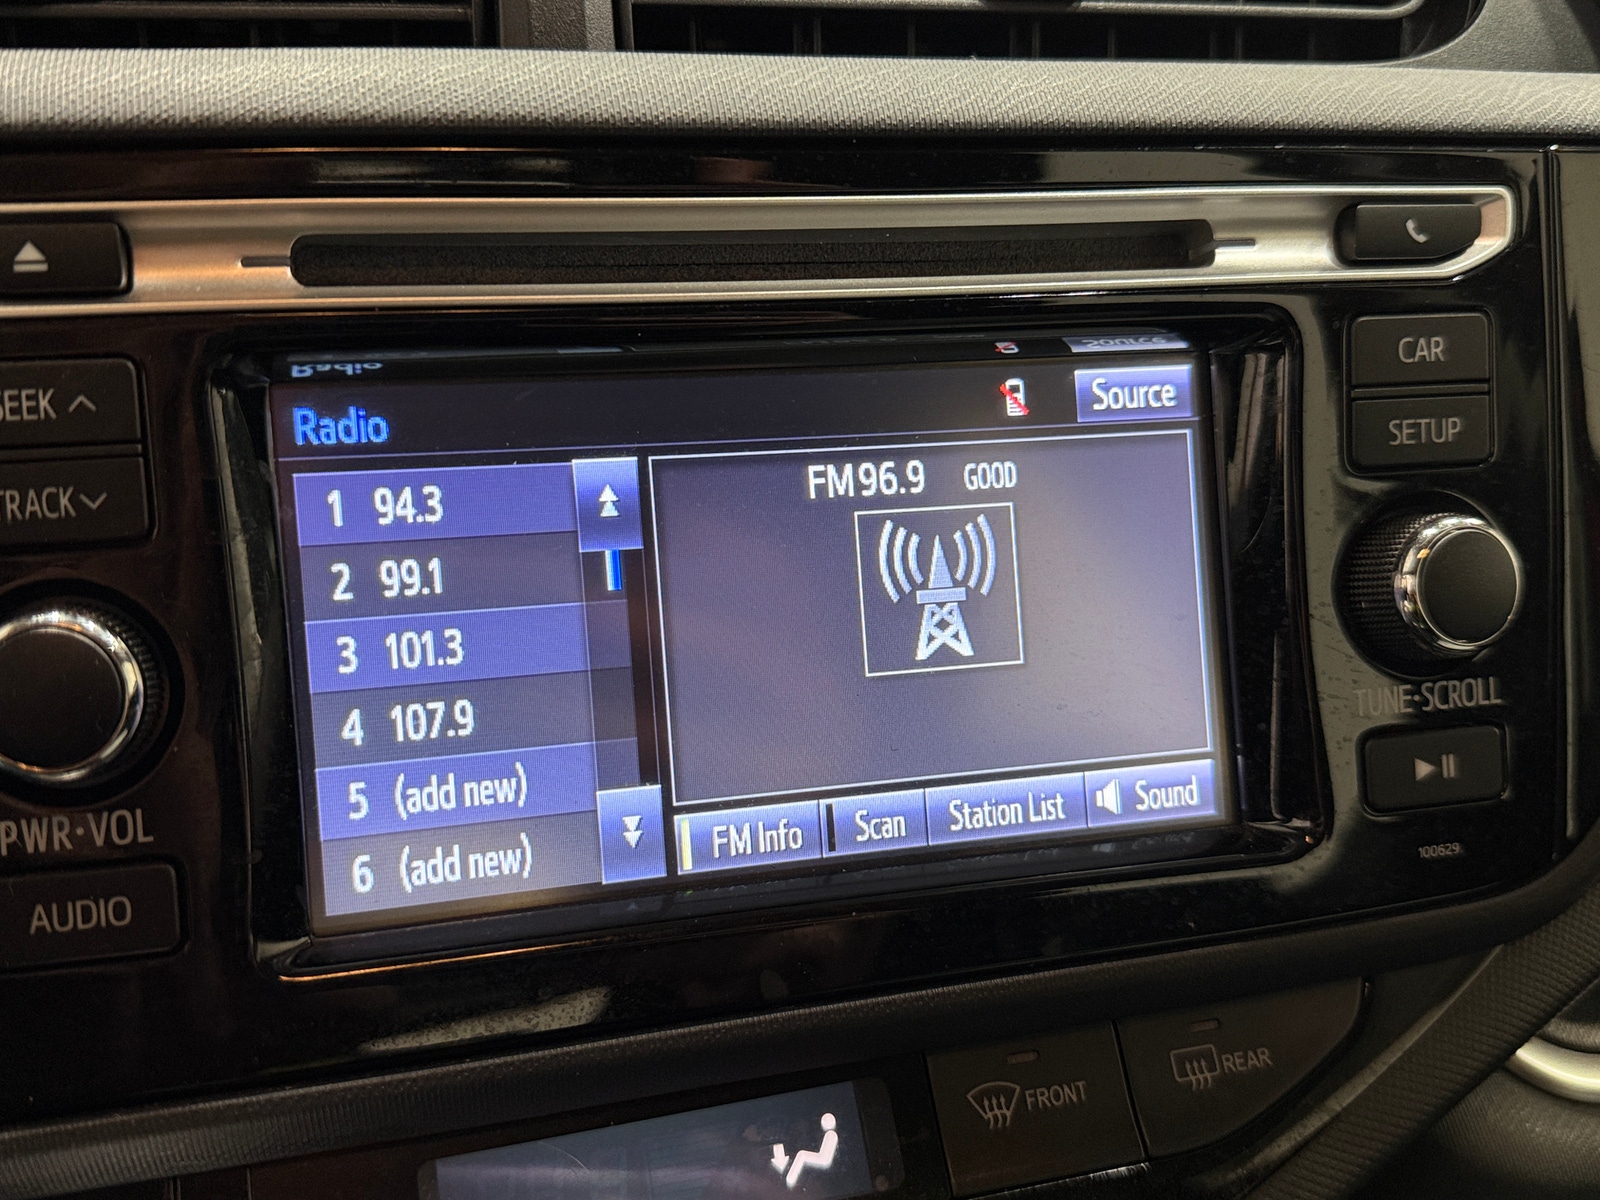 CAR
SEEK
SETUP
TRACK
Radio
Source
1 94.3
2 99.1
3 101.3
4 107.9
5 (add new)
6 (add new)
FM 96.9 GOOD
FM Info
Scan
Station List
Sound
TUNE·SCROLL
PWR·VOL
100629
AUDIO
FRONT
REAR